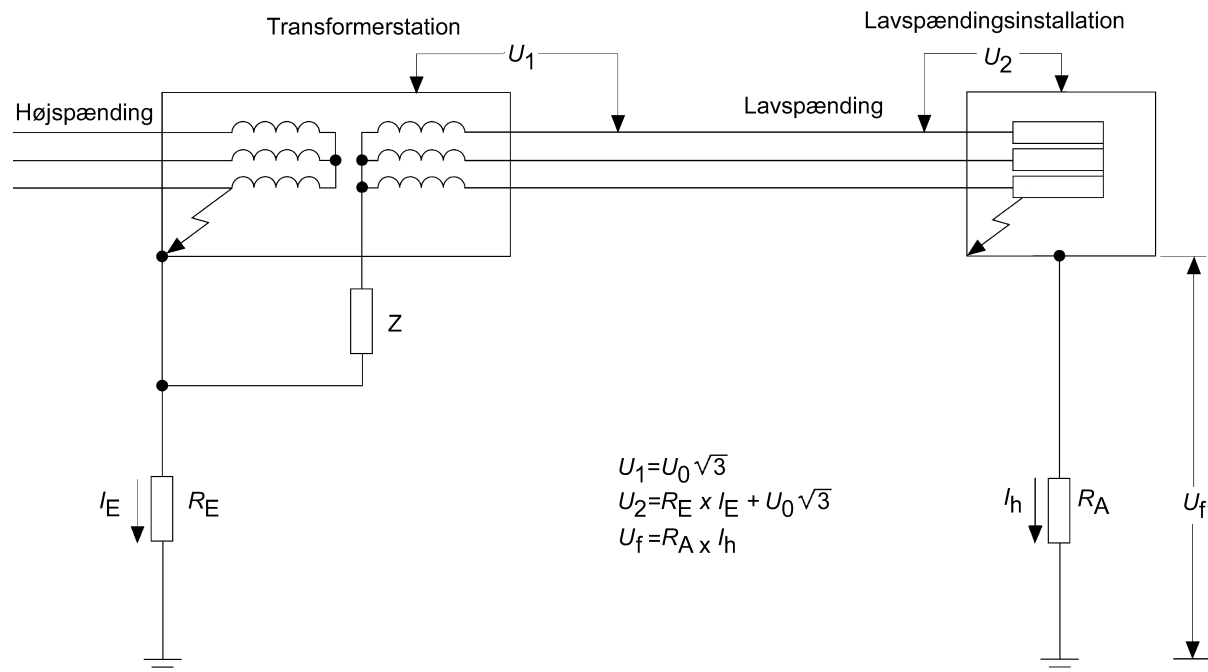 Transformerstation
Lavspændingsinstallation
U1
U2
Højspænding
Lavspænding
Z
U1=U0√3
U2=RE x IE + U0√3
Uf=RA x Ih
IE
RE
Ih
RA
Uf